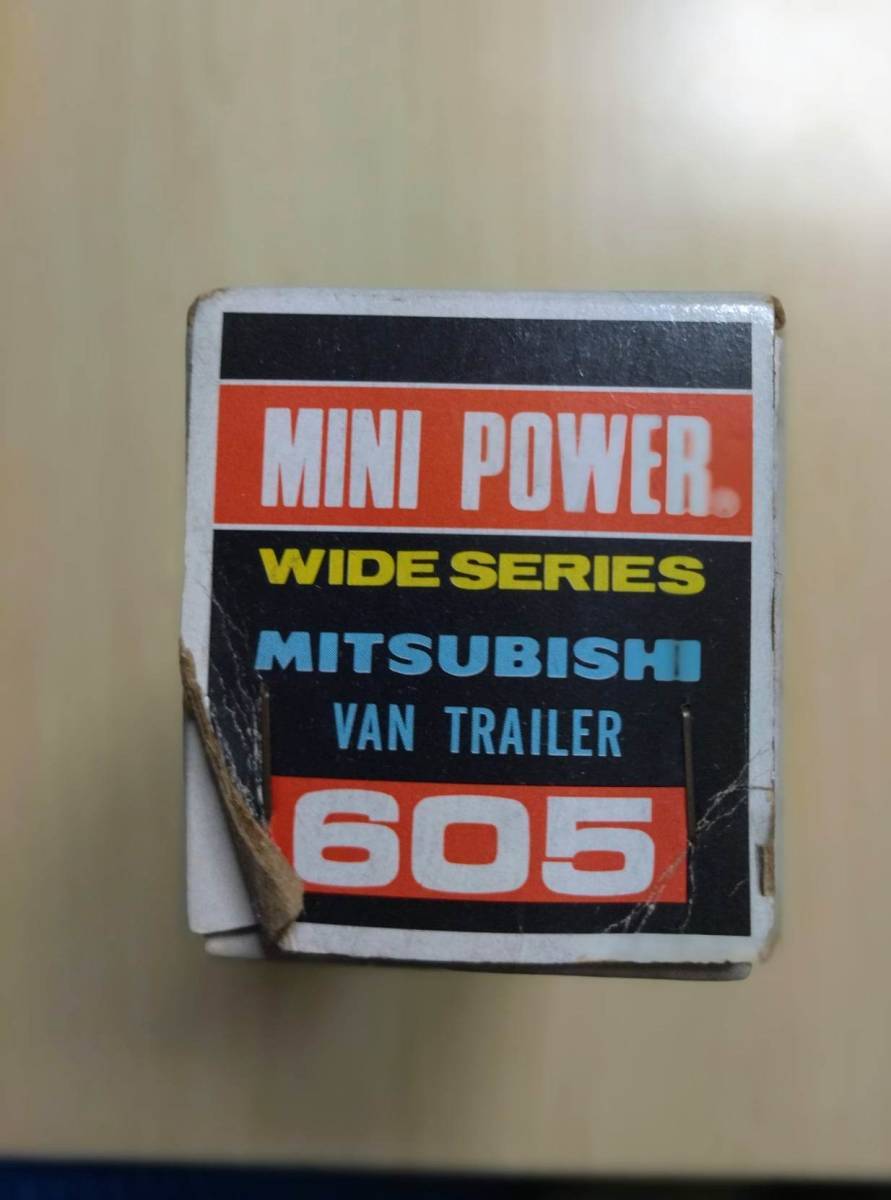 MINI POWER
WIDE SERIES
MITSUBISHI
VAN TRAILER
605